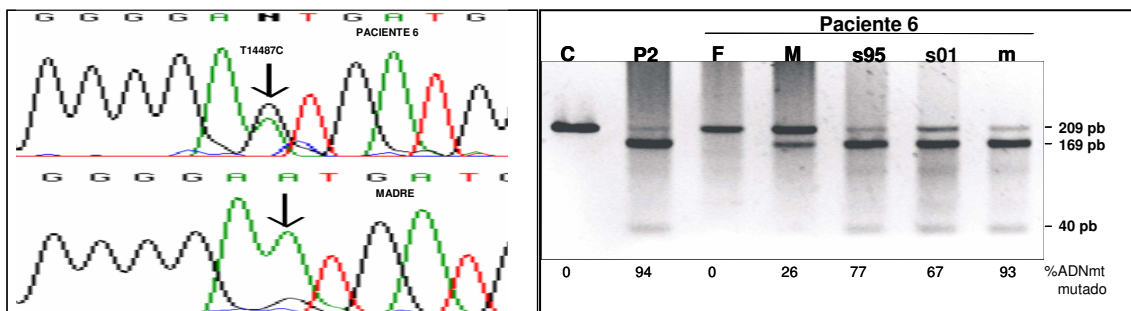 G G G G A N T G A T G
PACIENTE 6
T14487C
G G G G A A T G A T G
MADRE
Paciente 6
C P2 F M s95 s01 m
209 pb
169 pb
40 pb
0 94 0 26 77 67 93 %ADNmt
mutado